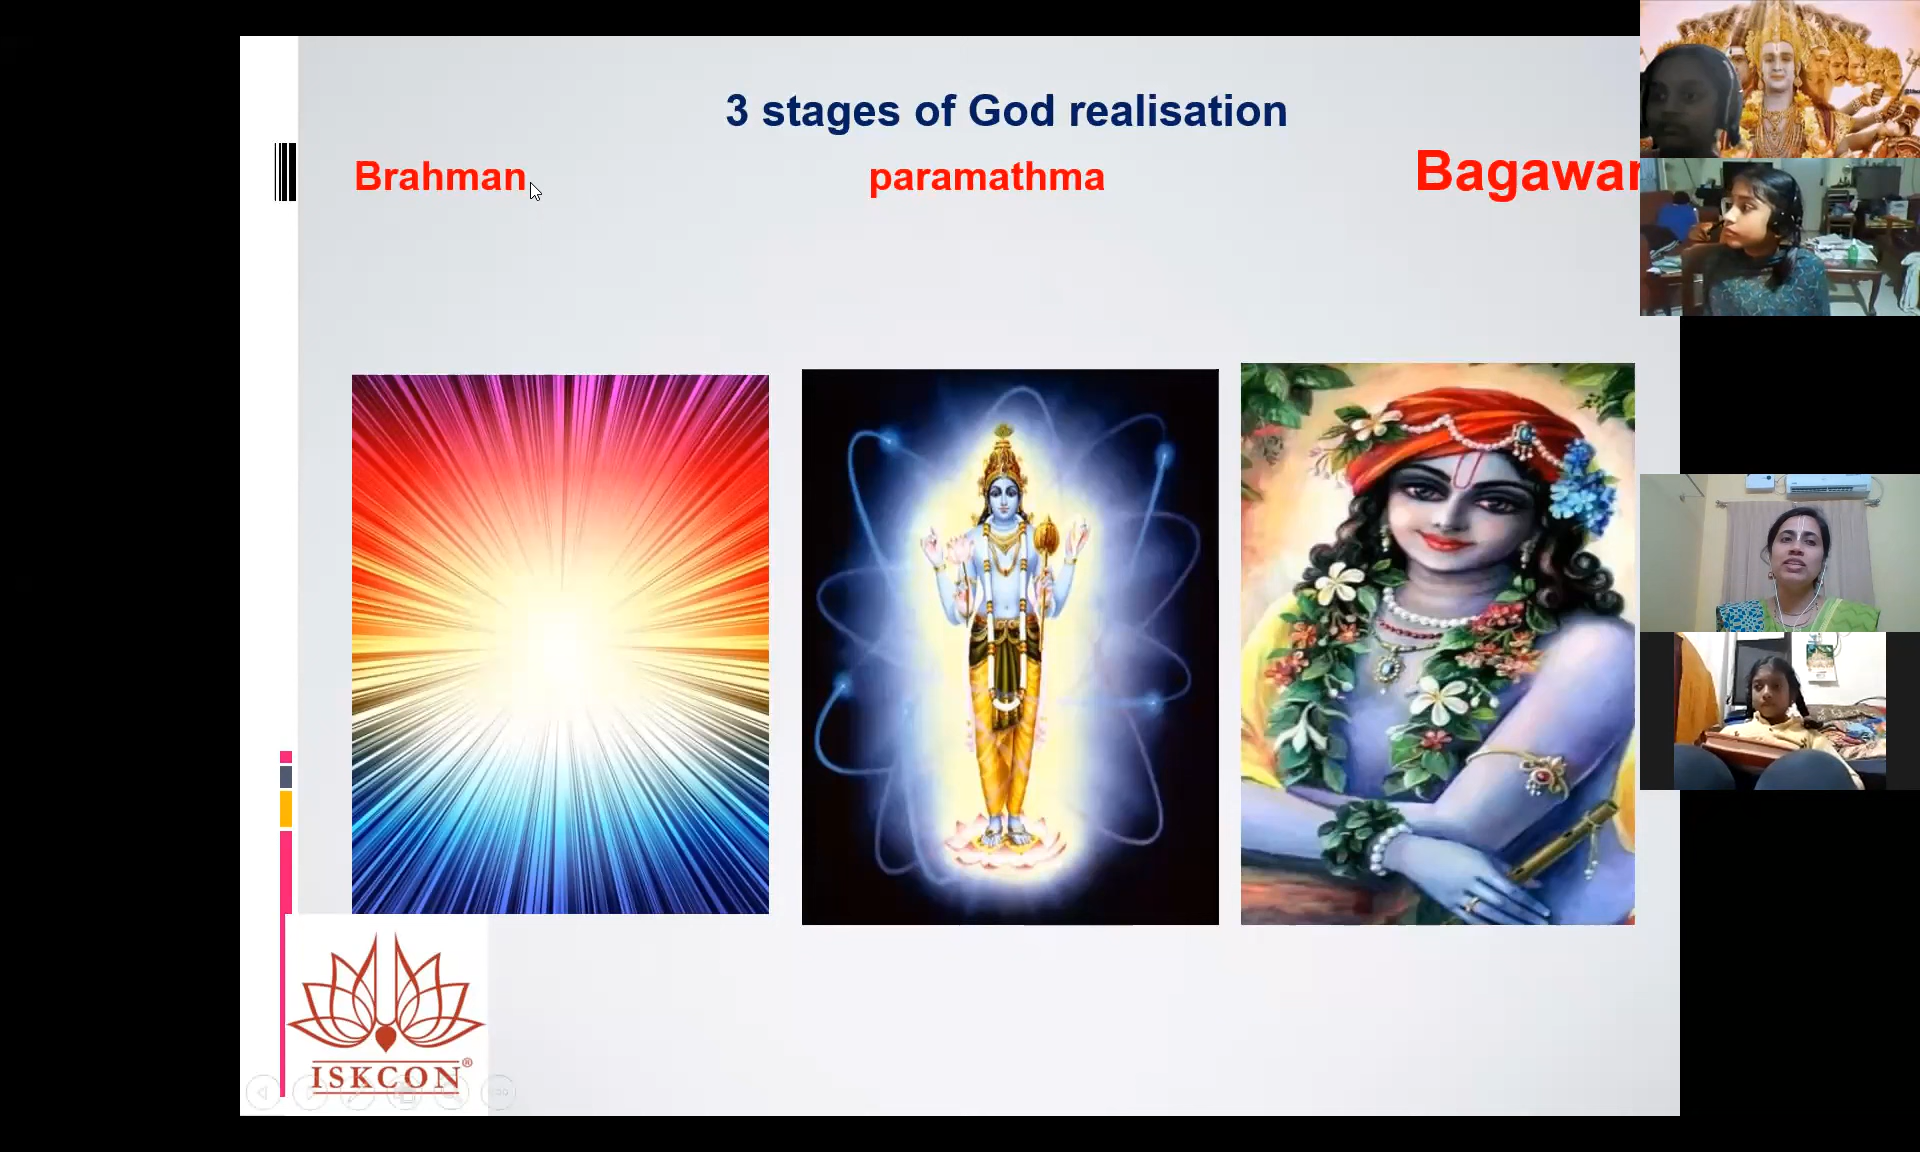 3 stages of God realisation
Brahman
paramathma
Bagawan
ISKCON®